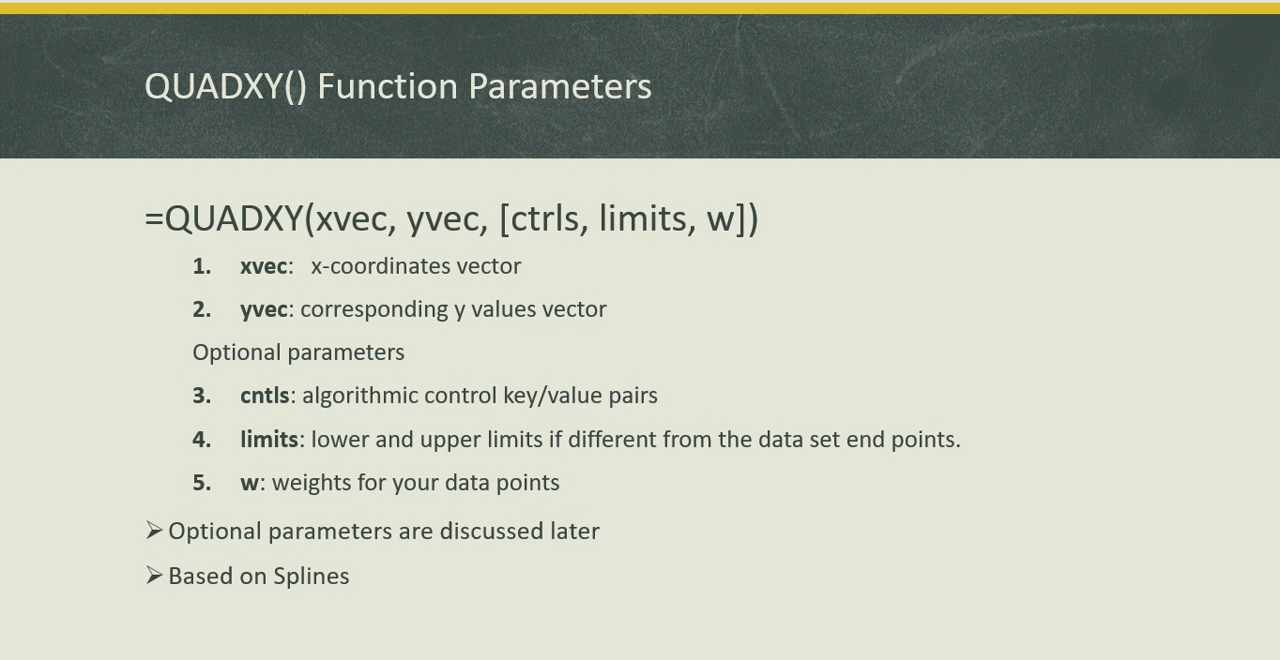 QUADXY() Function Parameters
=QUADXY(xvec, yvec, [ctrls, limits, w])
1. xvec: x-coordinates vector
2. yvec: corresponding y values vector
Optional parameters
3. cntls: algorithmic control key/value pairs
4. limits: lower and upper limits if different from the data set end points.
5. w: weights for your data points
➢ Optional parameters are discussed later
➢ Based on Splines